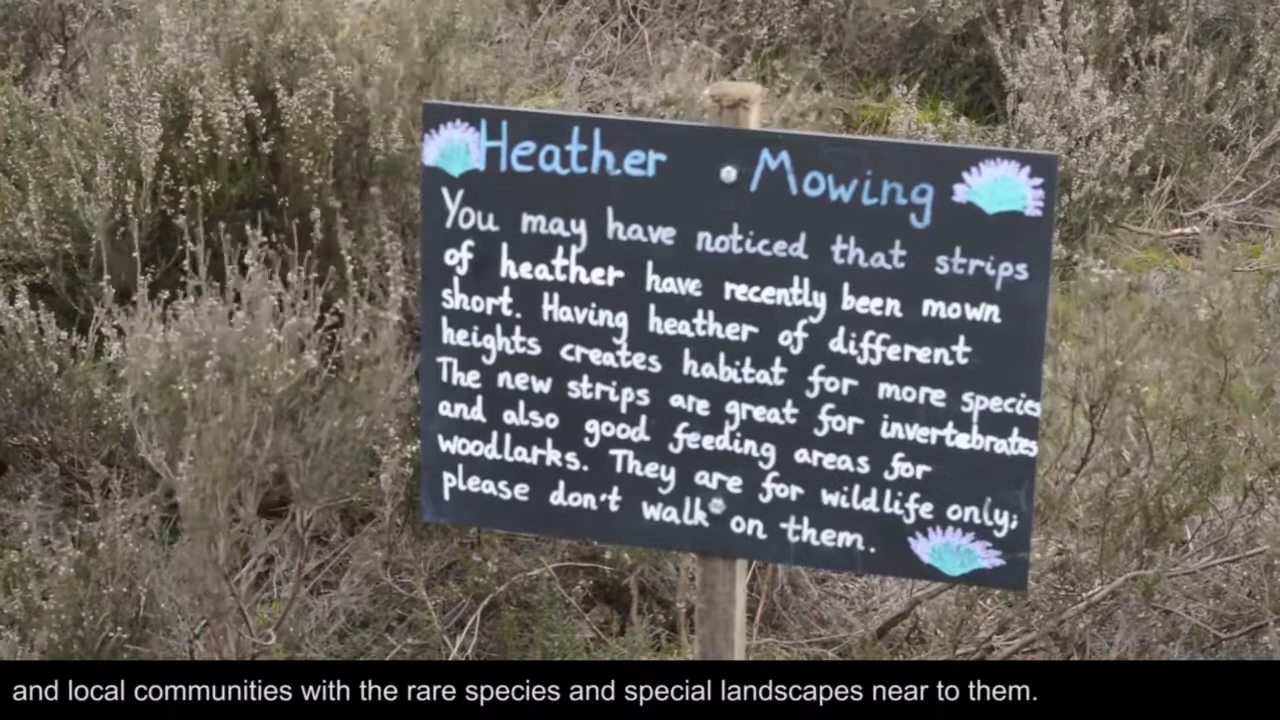 Heather Mowing
You may have noticed that strips
of heather have recently been mown
short. Having heather of different
heights creates habitat for more species
The new strips are great for invertebrates
and also good feeding areas for
woodlarks. They are for wildlife only;
please don't walk on them.
and local communities with the rare species and special landscapes near to them.